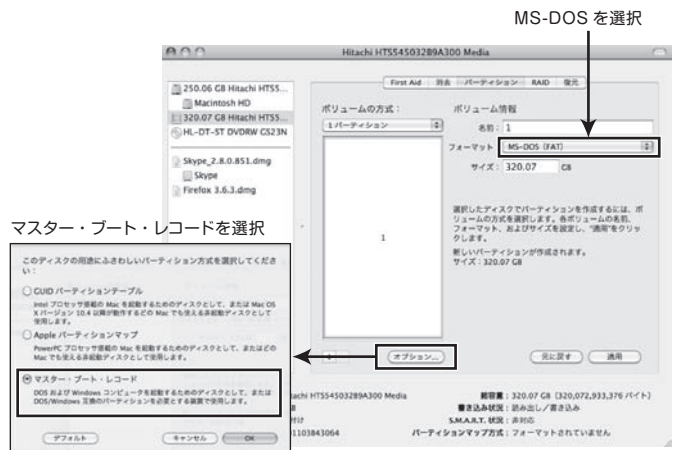 MS-DOS を選択
Hitachi HTS545032B9A300 Media
250.06 GB Hitachi HTS5...
Macintosh HD
320.07 GB Hitachi HTS5...
HL-DT-ST DVDRW GS23N
Skype_2.8.0.851.dmg
Skype
Firefox 3.6.3.dmg
First Aid 消去 パーティション RAID 復元
ボリュームの方式：
1 パーティション
1
ボリューム情報
名前： 1
フォーマット： MS-DOS (FAT)
サイズ： 320.07 GB
選択したディスクでパーティションを作成するには、ボ
リュームの方式を選択します。各ボリュームの名前、
フォーマット、およびサイズを設定し、“適用”をクリッ
クします。
新しいパーティションが作成されます。
サイズ：320.07 GB
オプション...
元に戻す
適用
マスター・ブート・レコードを選択
このディスクの用途にふさわしいパーティション方式を選択してくださ
い：
GUID パーティションテーブル
Intel プロセッサ搭載の Mac を起動するためのディスクとして、または Mac OS
X バージョン 10.4 以降が動作するどの Mac でも使える非起動ディスクとして
使用します。
Apple パーティションマップ
PowerPC プロセッサ搭載の Mac を起動するためのディスクとして、またはどの
Mac でも使える非起動ディスクとして使用します。
マスター・ブート・レコード
DOS および Windows コンピュータを起動するためのディスクとして、または
DOS/Windows 互換のパーティションを必要とする装置で使用します。
デフォルト
キャンセル
OK
achi HTS545032B9A300 Media
総容量：320.07 GB（320,072,933,376 バイト）
書き込み状況：読み出し／書き込み
S.M.A.R.T. 状況：非対応
1103843064
パーティションマップ方式：フォーマットされていません